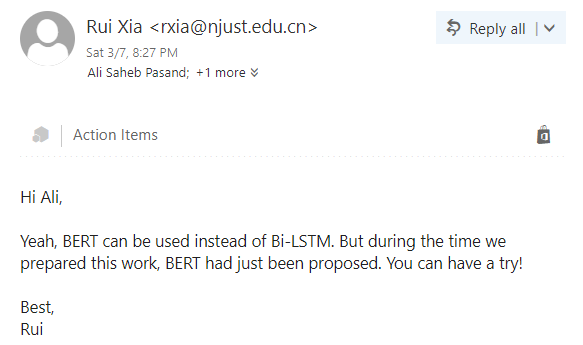 Rui Xia <rxia@njust.edu.cn>
Reply all
Sat 3/7, 8:27 PM
Ali Saheb Pasand; +1 more
Action Items
Hi Ali,
Yeah, BERT can be used instead of Bi-LSTM. But during the time we
prepared this work, BERT had just been proposed. You can have a try!
Best,
Rui